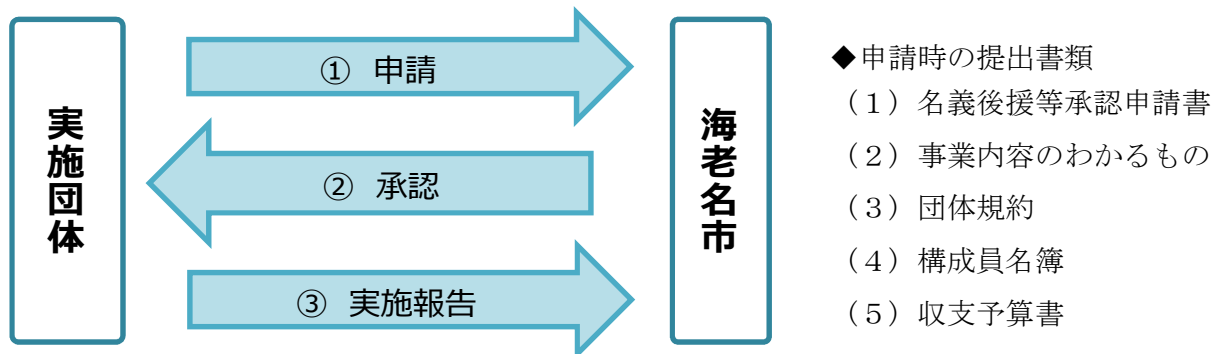 実施団体
① 申請
② 承認
③ 実施報告
海老名市
◆申請時の提出書類
（１）名義後援等承認申請書
（２）事業内容のわかるもの
（３）団体規約
（４）構成員名簿
（５）収支予算書